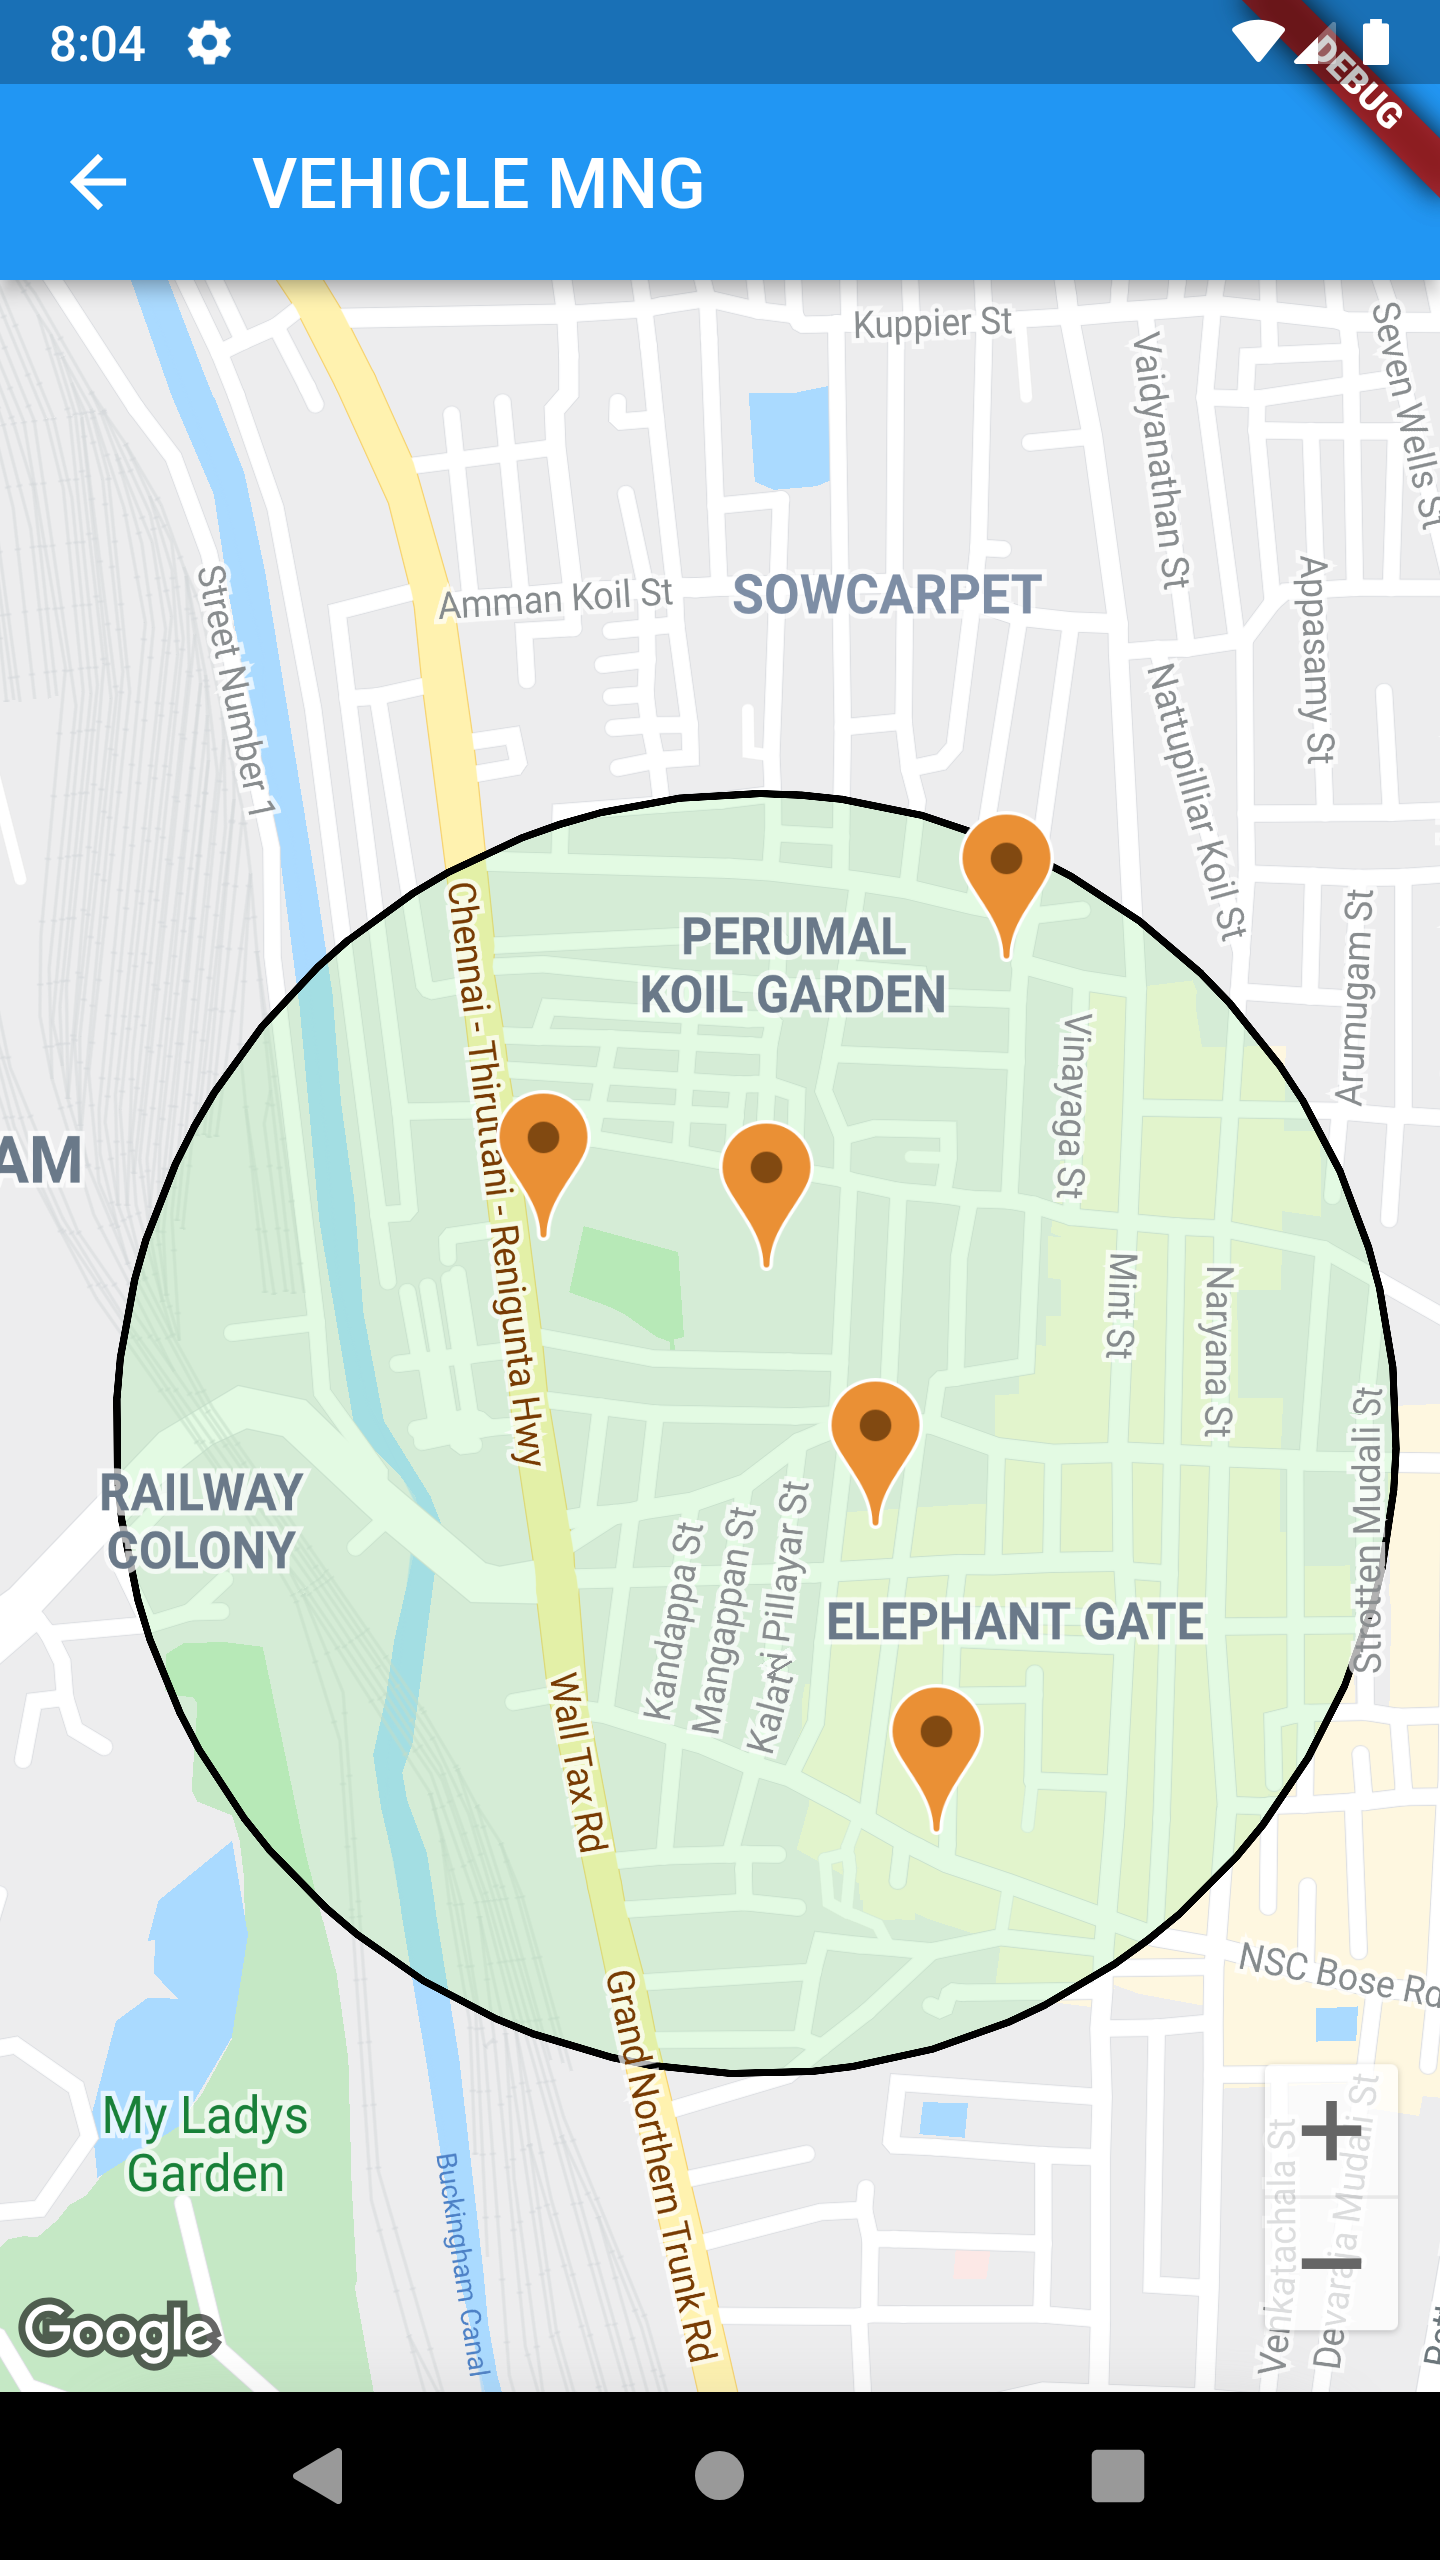 8:04
DEBUG
VEHICLE MNG
Kuppier St
Seven Wells St
Vaidyanathan St
Street Number 1
Amman Koil St
SOWCARPET
Appasamy St
Nattupilliar Koil St
Chennai - Thiruttani - Renigunta Hwy
PERUMAL
KOIL GARDEN
Arumugam St
Vinayaga St
AM
Mint St
Naryana St
Strotten Mudali St
RAILWAY
COLONY
Kandappa St
Mangappan St
Pillayar St
ELEPHANT GATE
Wall Tax Rd
NSC Bose Rd
Grand Northern Trunk Rd
My Ladys
Garden
Buckingham Canal
Venkatachala St
Devaraja Mudali St
Google